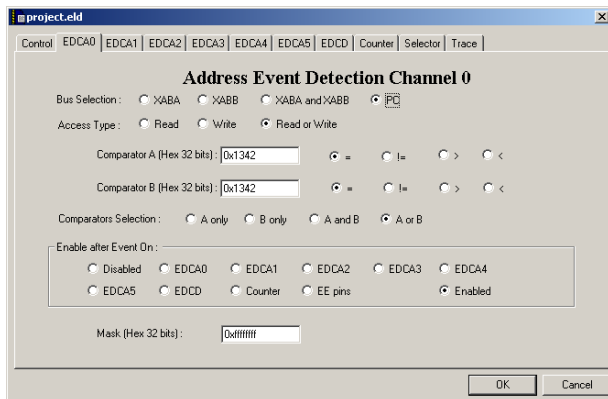 project.eld
Control EDCA0 EDCA1 EDCA2 EDCA3 EDCA4 EDCA5 EDCD Counter Selector Trace
Address Event Detection Channel 0
Bus Selection : XABA XABB XABA and XABB PC
Access Type : Read Write Read or Write
Comparator A (Hex 32 bits) : 0x1342 = != > <
Comparator B (Hex 32 bits) : 0x1342 = != > <
Comparators Selection : A only B only A and B A or B
Enable after Event On :
Disabled EDCA0 EDCA1 EDCA2 EDCA3 EDCA4
EDCA5 EDCD Counter EE pins Enabled
Mask (Hex 32 bits) : 0xffffffff
OK Cancel